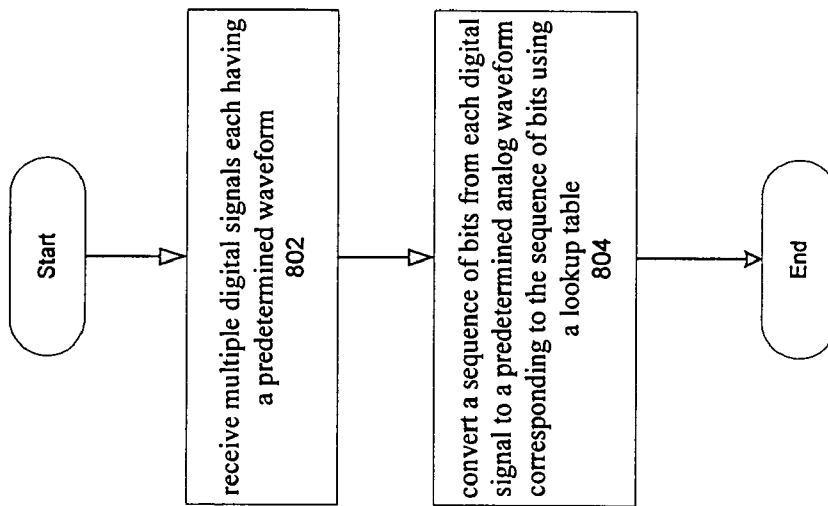 Start
receive multiple digital signals each having
a predetermined waveform
802
convert a sequence of bits from each digital
signal to a predetermined analog waveform
corresponding to the sequence of bits using
a lookup table
804
End